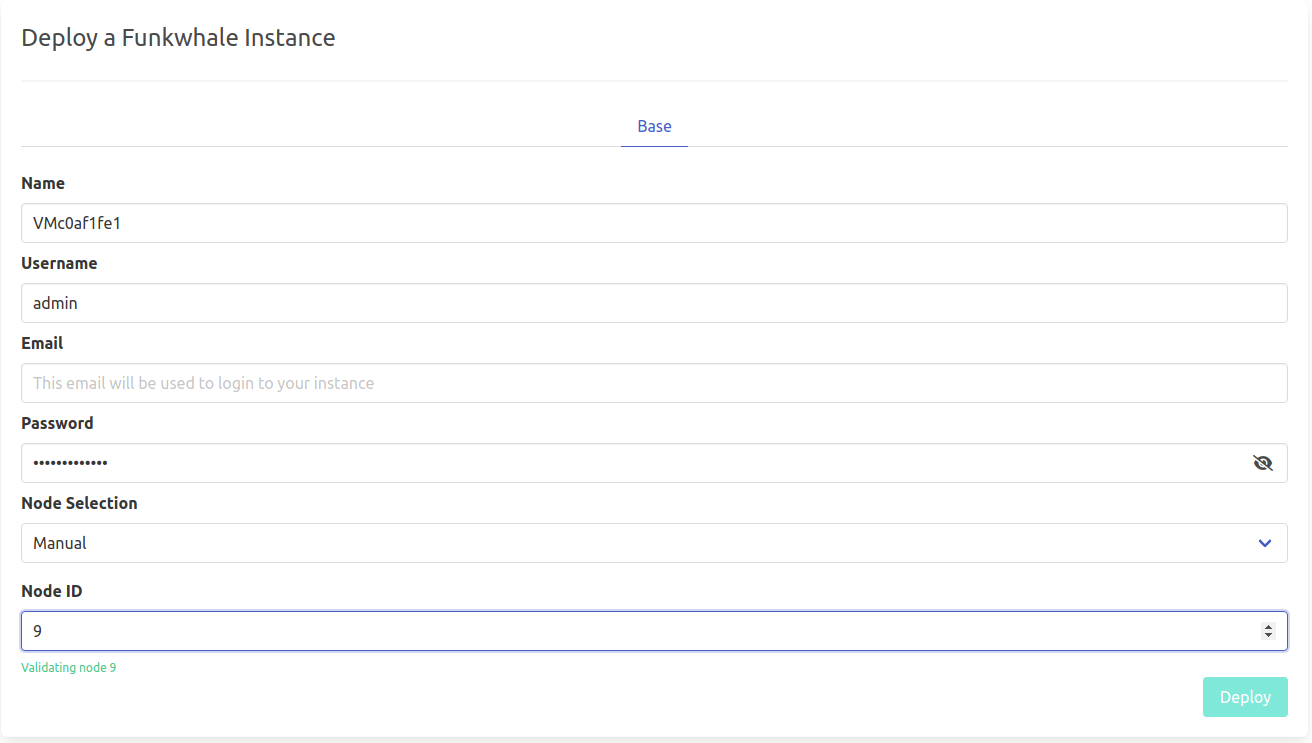 Deploy a Funkwhale Instance
Base
Name
VMc0af1fe1
Username
admin
Email
This email will be used to login to your instance
Password
•••••••••••••
Node Selection
Manual
Node ID
9
Validating node 9
Deploy